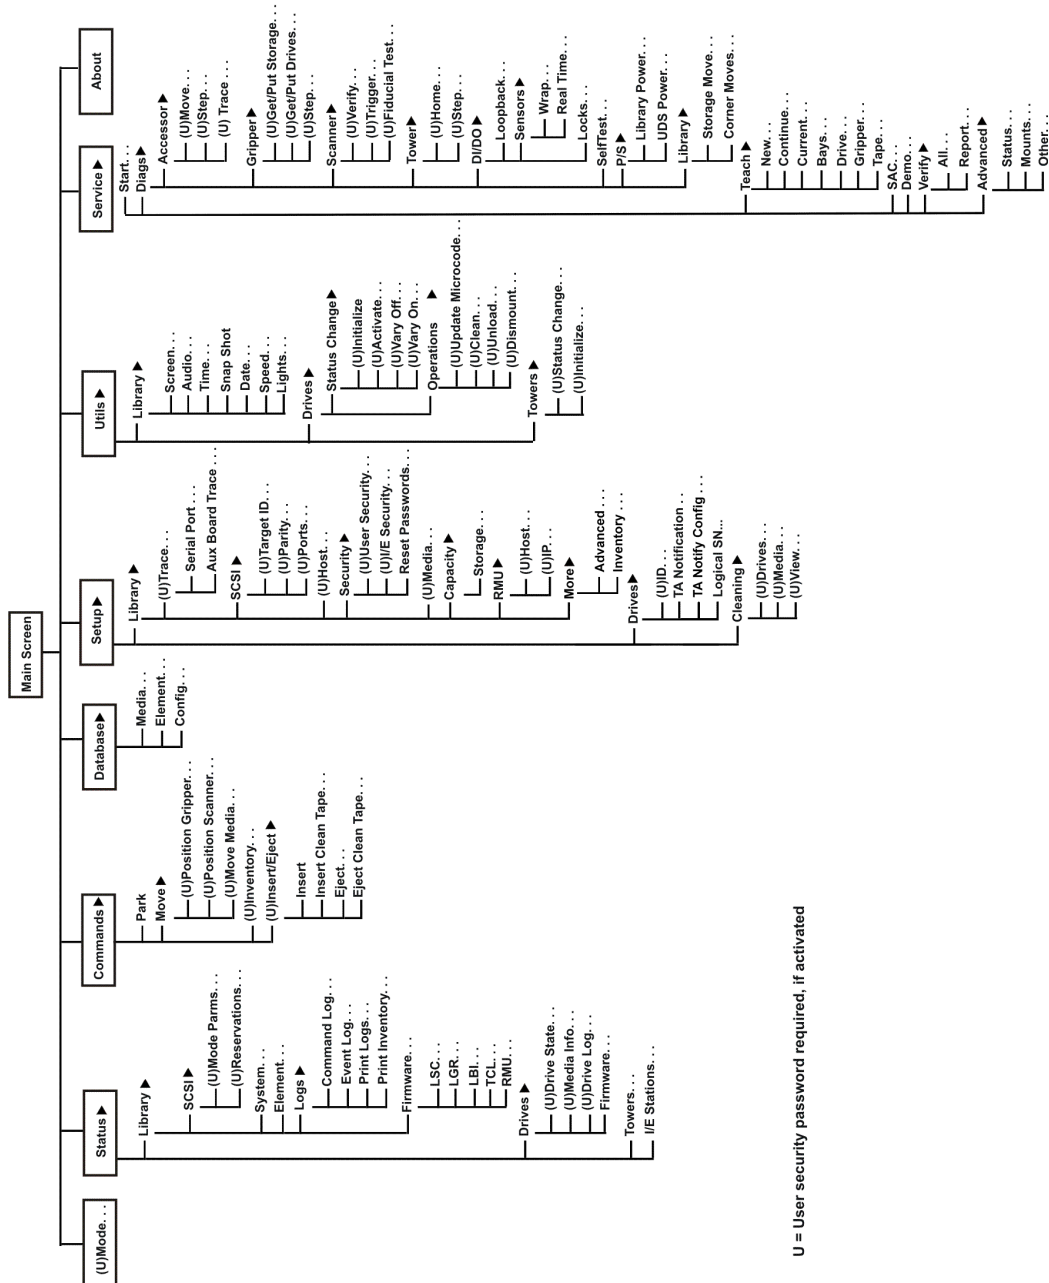 Main Screen
(U)Mode. . .
Status ▶
Library ▶
SCSI ▶
(U)Mode Parms. . .
(U)Reservations. . .
System. . .
Element. . .
Logs ▶
Command Log. . .
Event Log. . .
Print Logs. . .
Print Inventory. . .
Firmware. . .
LSC. . .
LGR. . .
LBI. . .
TCL. . .
RMU. . .
Drives ▶
(U)Drive State. . .
(U)Media Info. . .
(U)Drive Log. . .
Firmware. . .
Towers. . .
I/E Stations. . .
Commands ▶
Park
Move ▶
(U)Position Gripper. . .
(U)Position Scanner. . .
(U)Move Media. . .
(U)Inventory. . .
(U)Insert/Eject ▶
Insert
Insert Clean Tape. . .
Eject. . .
Eject Clean Tape. . .
Database ▶
Media. . .
Element. . .
Config. . .
Setup ▶
Library ▶
(U)Trace. . .
Serial Port . . .
Aux Board Trace . . .
SCSI ▶
(U)Target ID. . .
(U)Parity. . .
(U)Ports. . .
(U)Host. . .
Security ▶
(U)User Security. . .
(U)I/E Security. . .
Reset Passwords. . .
(U)Media. . .
Capacity ▶
Storage. . .
RMU ▶
(U)Host. . .
(U)IP. . .
More ▶
Advanced . . .
Inventory . . .
Drives ▶
(U)ID. . .
TA Notification . . .
TA Notify Config . . .
Logical SN...
Cleaning ▶
(U)Drives. . .
(U)Media. . .
(U)View. . .
Utils ▶
Library ▶
Screen. . .
Audio. . .
Time. . .
Snap Shot
Date. . .
Speed. . .
Lights. . .
Drives ▶
Status Change ▶
(U)Initialize
(U)Activate. . .
(U)Vary Off. . .
(U)Vary On. . .
Operations ▶
(U)Update Microcode. . .
(U)Clean. . .
(U)Unload. . .
(U)Dismount. . .
Towers ▶
(U)Status Change. . .
(U)Initialize. . .
Service ▶
Start. . .
Diags ▶
Accessor ▶
(U)Move. . .
(U)Step. . .
(U) Trace . . .
Gripper ▶
(U)Get/Put Storage. . .
(U)Get/Put Drives. . .
(U)Step. . .
Scanner ▶
(U)Verify. . .
(U)Trigger. . .
(U)Fiducial Test. . .
Tower ▶
(U)Home. . .
(U)Step. . .
DI/DO ▶
Loopback. . .
Sensors ▶
Wrap. . .
Real Time. . .
Locks. . .
SelfTest. . .
P/S ▶
Library Power. . .
UDS Power. . .
Library ▶
Storage Move. . .
Corner Moves. . .
Teach ▶
New. . .
Continue. . .
Current. . .
Bays. . .
Drive. . .
Gripper. . .
Tape. . .
SAC. . .
Demo. . .
Verify ▶
All. . .
Report. . .
Advanced ▶
Status. . .
Mounts. . .
Other. . .
About
U = User security password required, if activated